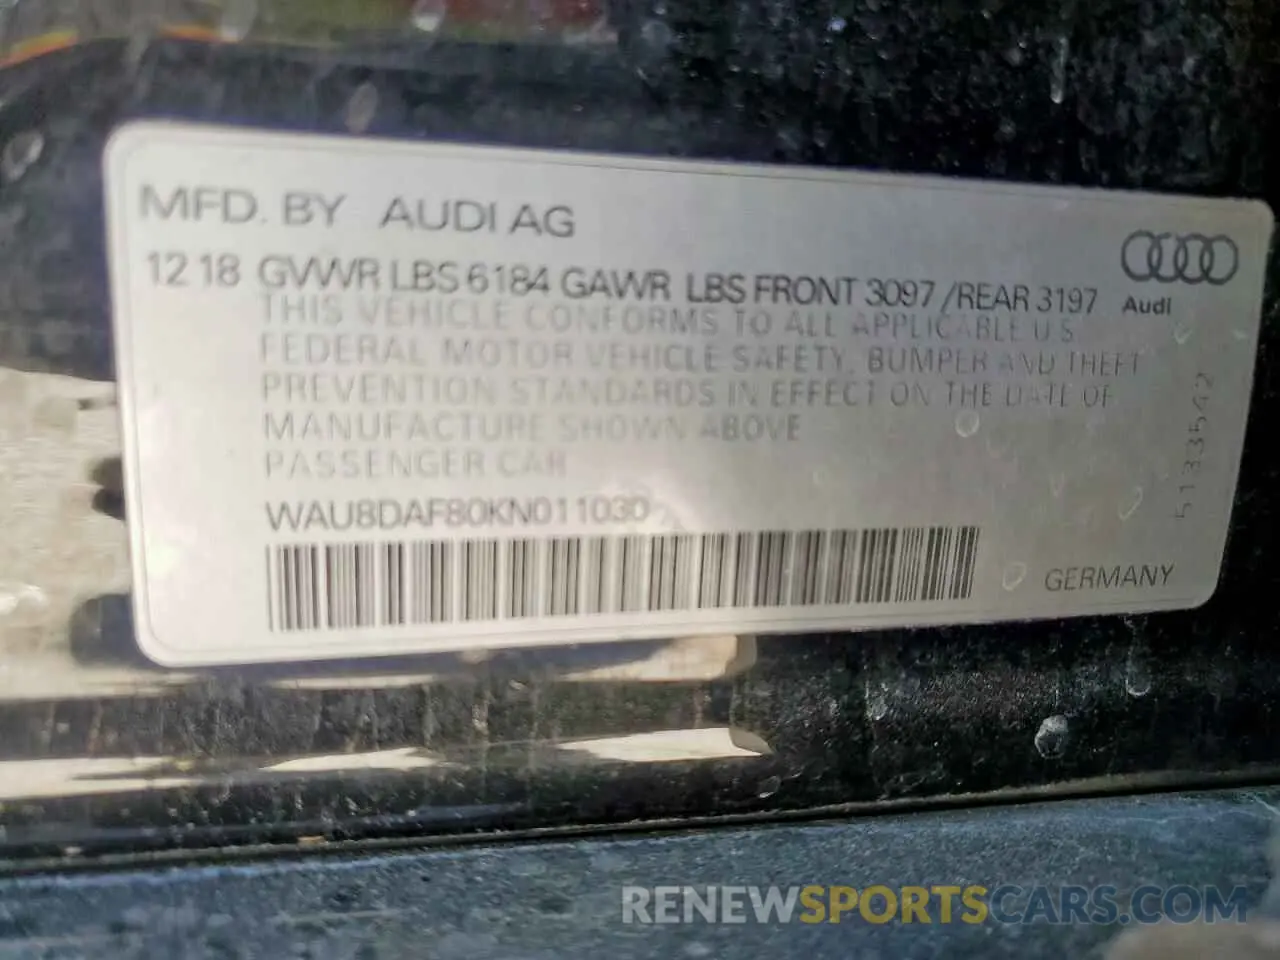 MFD. BY AUDI AG
12 18 GVWR LBS 6184 GAWR LBS FRONT 3097 / REAR 3197
Audi
THIS VEHICLE CONFORMS TO ALL APPLICABLE U.S.
FEDERAL MOTOR VEHICLE SAFETY, BUMPER AND THEFT
PREVENTION STANDARDS IN EFFECT ON THE DATE OF
MANUFACTURE SHOWN ABOVE
PASSENGER CAR
WAU8DAF80KN011030
GERMANY
5133542
RENEWSPORTSCARS.COM